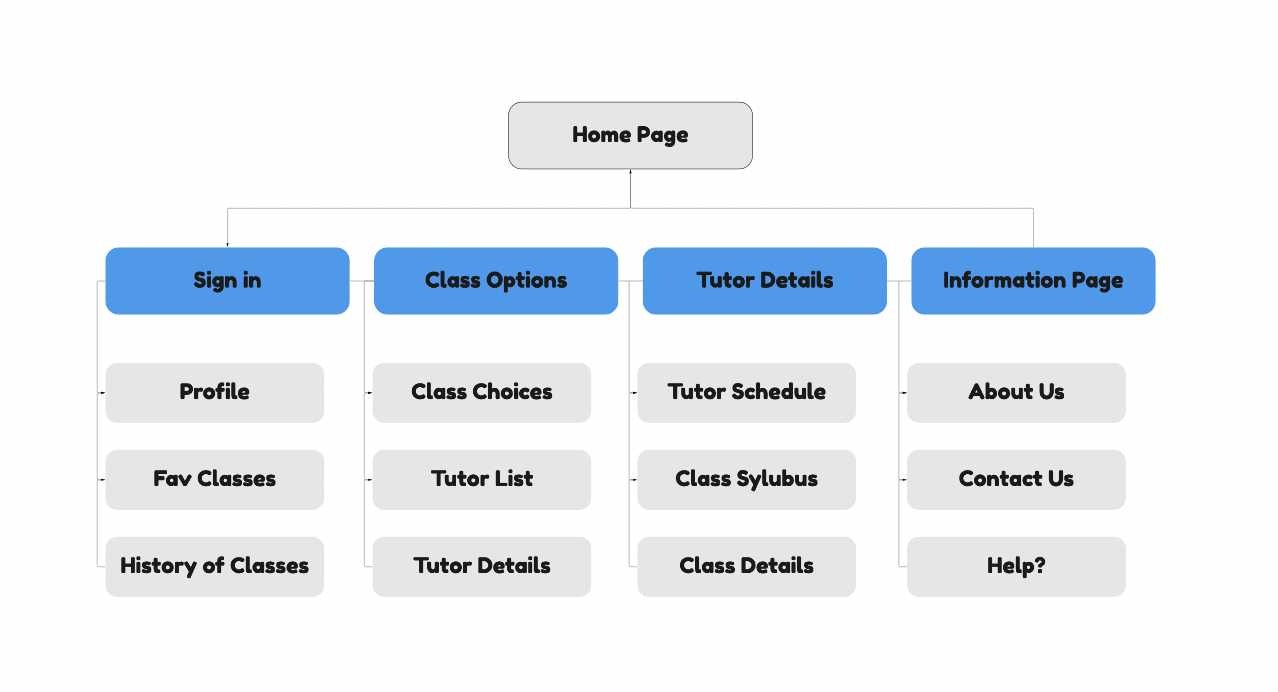 Home Page
Sign in
Class Options
Tutor Details
Information Page
Profile
Class Choices
Tutor Schedule
About Us
Fav Classes
Tutor List
Class Sylubus
Contact Us
History of Classes
Tutor Details
Class Details
Help?